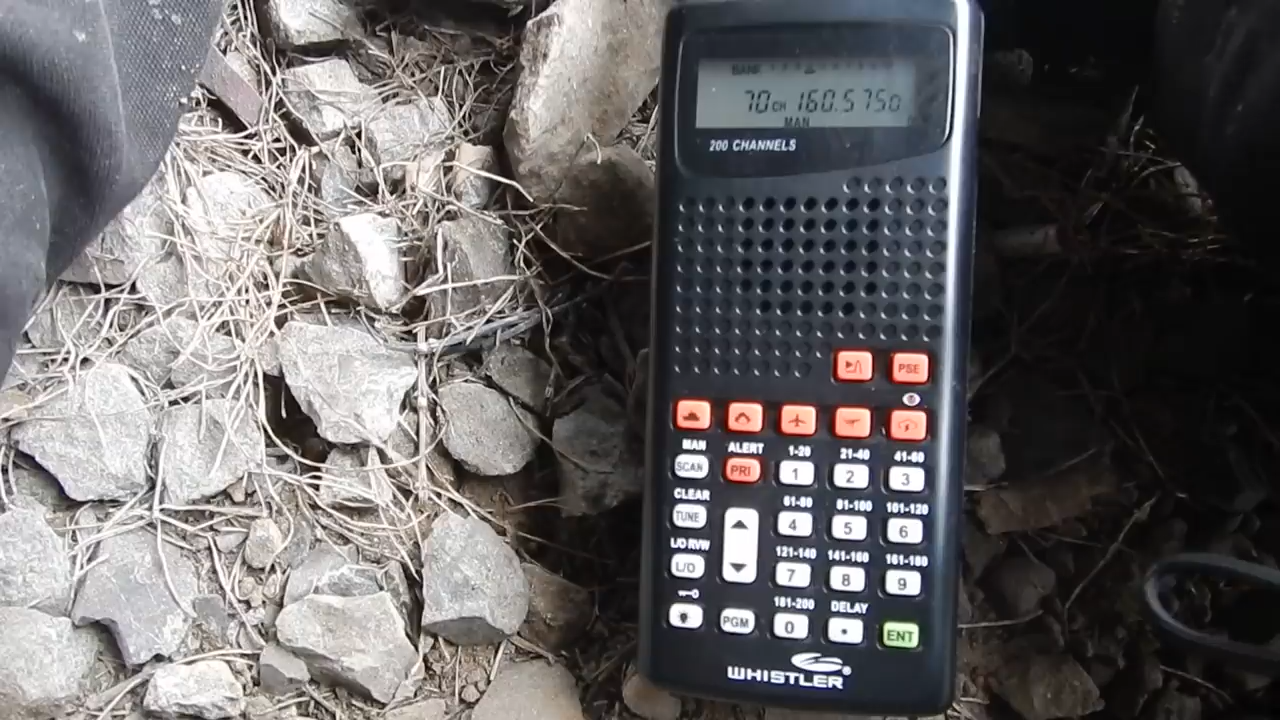 BANK
70 CH 160.5750
MAN
200 CHANNELS
PSE
MAN ALERT 1-20 21-40 41-60
SCAN PRI 1 2 3
CLEAR 61-80 81-100 101-120
TUNE 4 5 6
L/O RVW 121-140 141-160 161-180
L/O 7 8 9
181-200 DELAY
PGM 0 • ENT
WHISTLER®